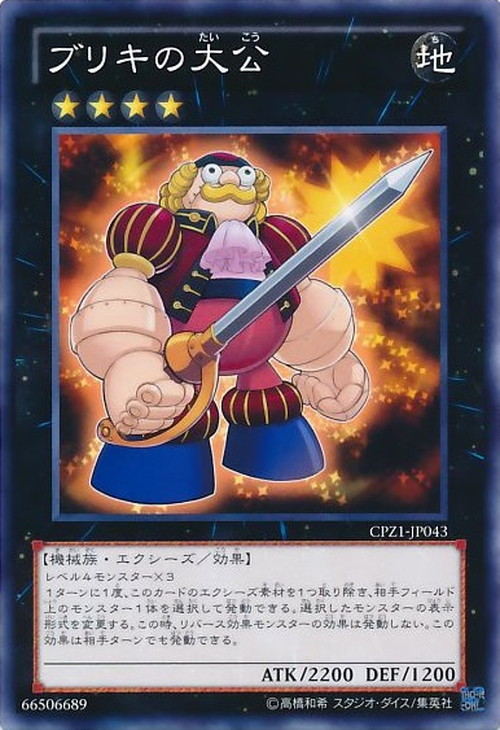 ブリキの大公
たい こう
地
ち
CPZ1-JP043
【機械族・エクシーズ/効果】
レベル4モンスター×3
1ターンに1度、このカードのエクシーズ素材を1つ取り除き、相手フィールド
上のモンスター1体を選択して発動できる。選択したモンスターの表示
形式を変更する。この時、リバース効果モンスターの効果は発動しない。この
効果は相手ターンでも発動できる。
ATK/2200 DEF/1200
66506689
©高橋和希 スタジオ・ダイス/集英社